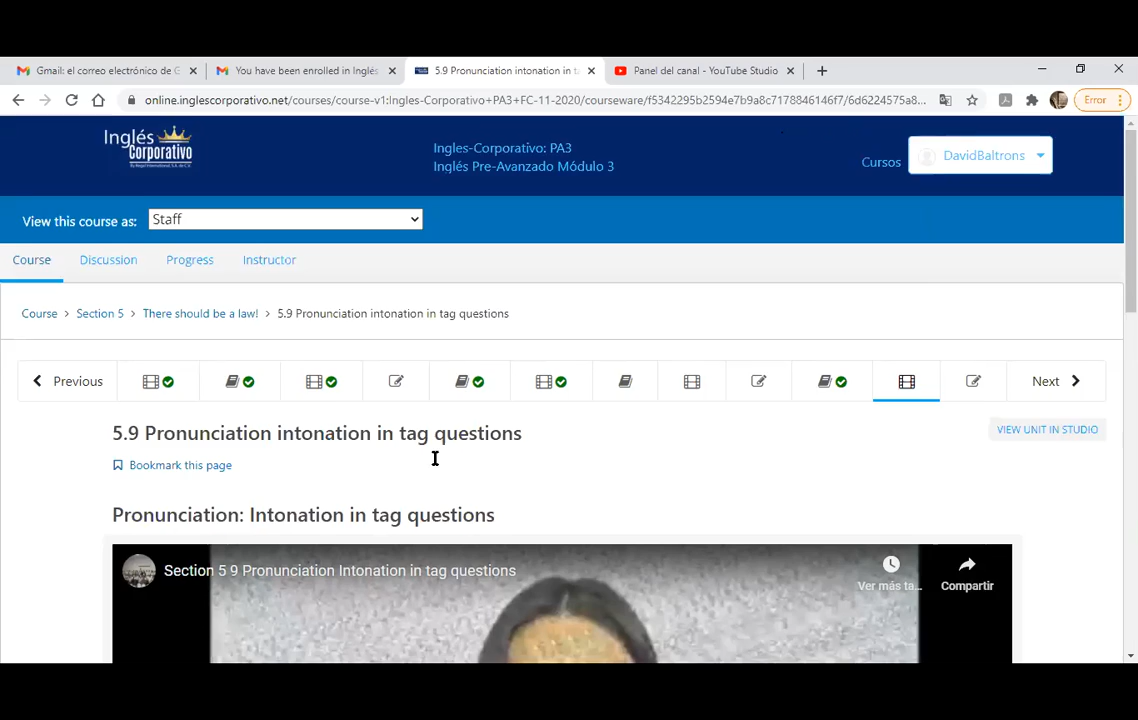 Gmail: el correo electrónico de G
You have been enrolled in Inglés
5.9 Pronunciation intonation in ta
Panel del canal - YouTube Studio
online.inglescorporativo.net/courses/course-v1:Ingles-Corporativo+PA3+FC-11-2020/courseware/f5342295b2594e7b9a8c7178846146f7/6d6224575a8...
Error
Inglés
Corporativo
Ingles-Corporativo: PA3
Inglés Pre-Avanzado Módulo 3
Cursos
DavidBaltrons
View this course as:
Staff
Course
Discussion
Progress
Instructor
Course > Section 5 > There should be a law! > 5.9 Pronunciation intonation in tag questions
Previous
Next
5.9 Pronunciation intonation in tag questions
VIEW UNIT IN STUDIO
Bookmark this page
Pronunciation: Intonation in tag questions
Section 5 9 Pronunciation Intonation in tag questions
Ver más ta...
Compartir